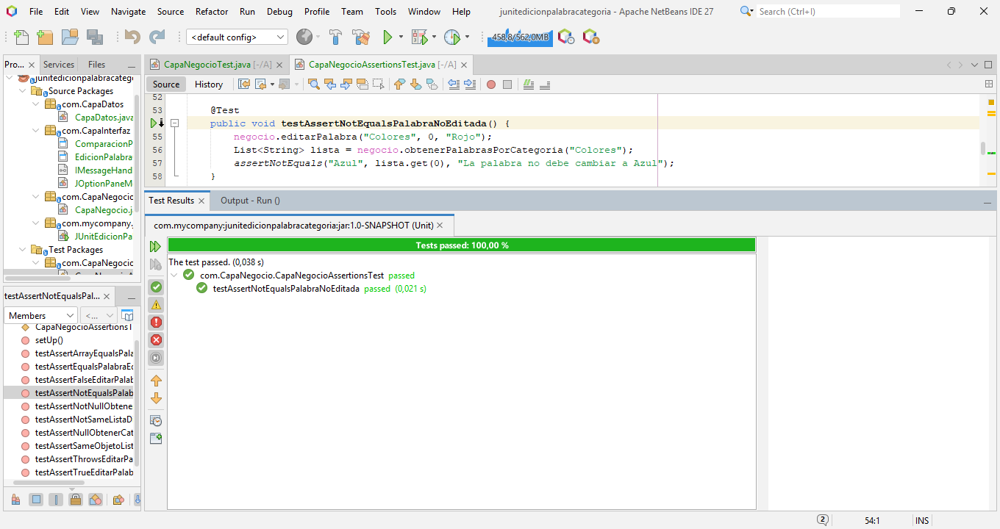 File Edit View Navigate Source Refactor Run Debug Profile Team Tools Window Help junitedicionpalabracategoria - Apache NetBeans IDE 27 Search (Ctrl+I)
<default config> 458,8/562,0MB
Pro... Services Files
junitedicionpalabracateg
Source Packages
com.CapaDatos
CapaDatos.java
com.CapaInterfaz
ComparacionP
EdicionPalabra
IMessageHand
JOptionPaneM
com.CapaNegocio
CapaNegocio.j
com.mycompany.
JUnitEdicionPa
Test Packages
com.CapaNegocio
testAssertNotEqualsPal...
Members <...
CapaNegocioAssertionsT
setUp()
testAssertArrayEqualsPala
testAssertEqualsPalabraEd
testAssertFalseEditarPalab
testAssertNotEqualsPalab
testAssertNotNullObtene
testAssertNotSameListaD
testAssertNullObtenerCat
testAssertSameObjetoList
testAssertThrowsEditarPa
testAssertTrueEditarPalab
CapaNegocioTest.java [-/A] CapaNegocioAssertionsTest.java [-/A]
Source History
52
53 @Test
public void testAssertNotEqualsPalabraNoEditada() {
55 negocio.editarPalabra("Colores", 0, "Rojo");
56 List<String> lista = negocio.obtenerPalabrasPorCategoria("Colores");
57 assertNotEquals("Azul", lista.get(0), "La palabra no debe cambiar a Azul");
58 }
Test Results Output - Run ()
com.mycompany:junitedicionpalabracategoria:jar:1.0-SNAPSHOT (Unit)
Tests passed: 100,00 %
The test passed. (0,038 s)
com.CapaNegocio.CapaNegocioAssertionsTest passed
testAssertNotEqualsPalabraNoEditada passed (0,021 s)
2 54:1 INS